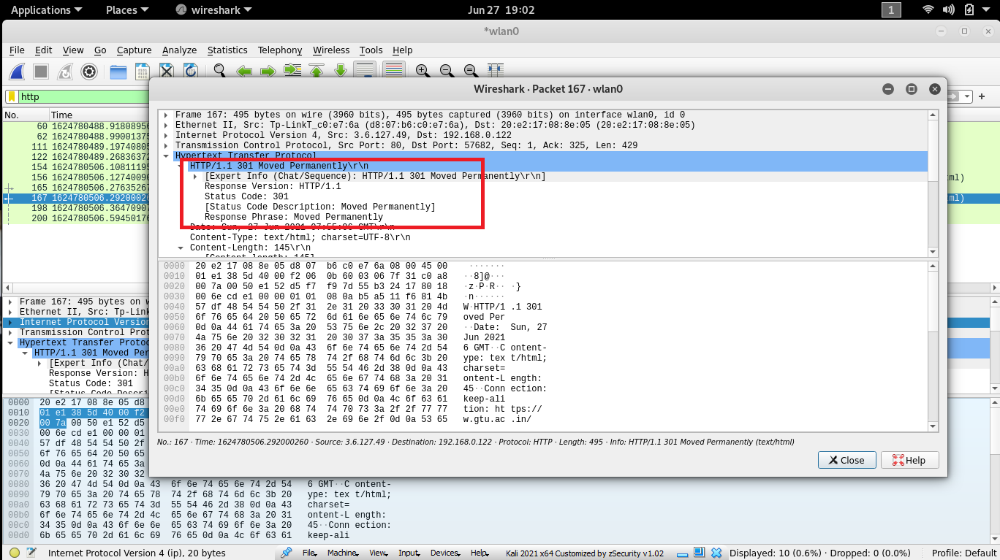 Applications Places wireshark Jun 27 19:02 1
*wlan0
File Edit View Go Capture Analyze Statistics Telephony Wireless Tools Help
http
Wireshark · Packet 167 · wlan0
No. Time
60 1624780488.91808956
62 1624780488.99001375
111 1624780489.19740805
122 1624780489.26836372
154 1624780506.10811195
156 1624780506.12740090
165 1624780506.27635267
167 1624780506.29200026
198 1624780506.36470907
200 1624780506.59450176
ml)
ml)
Frame 167: 495 bytes on wire (3960 bits), 495 bytes captured (3960 bits) on interface wlan0, id 0
Ethernet II, Src: Tp-LinkT_c0:e7:6a (d8:07:b6:c0:e7:6a), Dst: 20:e2:17:08:8e:05 (20:e2:17:08:8e:05)
Internet Protocol Version 4, Src: 3.6.127.49, Dst: 192.168.0.122
Transmission Control Protocol, Src Port: 80, Dst Port: 57682, Seq: 1, Ack: 325, Len: 429
Hypertext Transfer Protocol
HTTP/1.1 301 Moved Permanently\r\n
[Expert Info (Chat/Sequence): HTTP/1.1 301 Moved Permanently\r\n]
Response Version: HTTP/1.1
Status Code: 301
[Status Code Description: Moved Permanently]
Response Phrase: Moved Permanently
Date: Sun, 27 Jun 2021 07:55:06 GMT\r\n
Content-Type: text/html; charset=UTF-8\r\n
Content-Length: 145\r\n
[Content length: 145]
0000 20 e2 17 08 8e 05 d8 07 b6 c0 e7 6a 08 00 45 00 ·······
0010 01 e1 38 5d 40 00 f2 06 0b 60 03 06 7f 31 c0 a8 ··8]@···
0020 00 7a 00 50 e1 52 d5 f7 f9 7d 55 b3 24 17 80 18 ·z·P·R·· ·}
0030 00 6e cd e1 00 00 01 01 08 0a b5 a5 11 f6 81 4b ·n······
0040 57 df 48 54 54 50 2f 31 2e 31 20 33 30 31 20 4d W·HTTP/1 .1 301
0050 6f 76 65 64 20 50 65 72 6d 61 6e 65 6e 74 6c 79 oved Per
0060 0d 0a 44 61 74 65 3a 20 53 75 6e 2c 20 32 37 20 ··Date: Sun, 27
0070 4a 75 6e 20 32 30 32 31 20 30 37 3a 35 35 3a 30 Jun 2021
0080 36 20 47 4d 54 0d 0a 43 6f 6e 74 65 6e 74 2d 54 6 GMT··C ontent-
0090 79 70 65 3a 20 74 65 78 74 2f 68 74 6d 6c 3b 20 ype: tex t/html;
00a0 63 68 61 72 73 65 74 3d 55 54 46 2d 38 0d 0a 43 charset=
00b0 6f 6e 74 65 6e 74 2d 4c 65 6e 67 74 68 3a 20 31 ontent-L ength:
00c0 34 35 0d 0a 43 6f 6e 6e 65 63 74 69 6f 6e 3a 20 45··Conn ection:
00d0 6b 65 65 70 2d 61 6c 69 76 65 0d 0a 4c 6f 63 61 keep-ali
00e0 74 69 6f 6e 3a 20 68 74 74 70 73 3a 2f 2f 77 77 tion: ht tps://
00f0 77 2e 67 74 75 2e 61 63 2e 69 6e 2f 0d 0a 53 65 w.gtu.ac .in/
No.: 167 · Time: 1624780506.292000260 · Source: 3.6.127.49 · Destination: 192.168.0.122 · Protocol: HTTP · Length: 495 · Info: HTTP/1.1 301 Moved Permanently (text/html)
Close Help
Frame 167: 495 bytes on w
Ethernet II, Src: Tp-Link
Internet Protocol Version
Transmission Control Prot
Hypertext Transfer Protoc
HTTP/1.1 301 Moved Per
[Expert Info (Chat/
Response Version: H
Status Code: 301
[Status Code Descri
0000 20 e2 17 08 8e 05 d8
0010 01 e1 38 5d 40 00 f2
0020 00 7a 00 50 e1 52 d5
0030 00 6e cd e1 00 00 01
0040 57 df 48 54 54 50 2f
0050 6f 76 65 64 20 50 65
0060 0d 0a 44 61 74 65 3a
0070 4a 75 6e 20 32 30 32
0080 36 20 47 4d 54 0d 0a 43 6f 6e 74 65 6e 74 2d 54 6 GMT··C ontent-
0090 79 70 65 3a 20 74 65 78 74 2f 68 74 6d 6c 3b 20 ype: tex t/html;
00a0 63 68 61 72 73 65 74 3d 55 54 46 2d 38 0d 0a 43 charset=
00b0 6f 6e 74 65 6e 74 2d 4c 65 6e 67 74 68 3a 20 31 ontent-L ength:
00c0 34 35 0d 0a 43 6f 6e 6e 65 63 74 69 6f 6e 3a 20 45··Conn ection:
00d0 6b 65 65 70 2d 61 6c 69 76 65 0d 0a 4c 6f 63 61 keep-ali
Internet Protocol Version 4 (ip), 20 bytes File Machine View Input Devices Help Kali 2021 x64 Customized by zSecurity v1.02 Displayed: 10 (0.6%) · Dropped: 0 (0.0%) Profile: Default